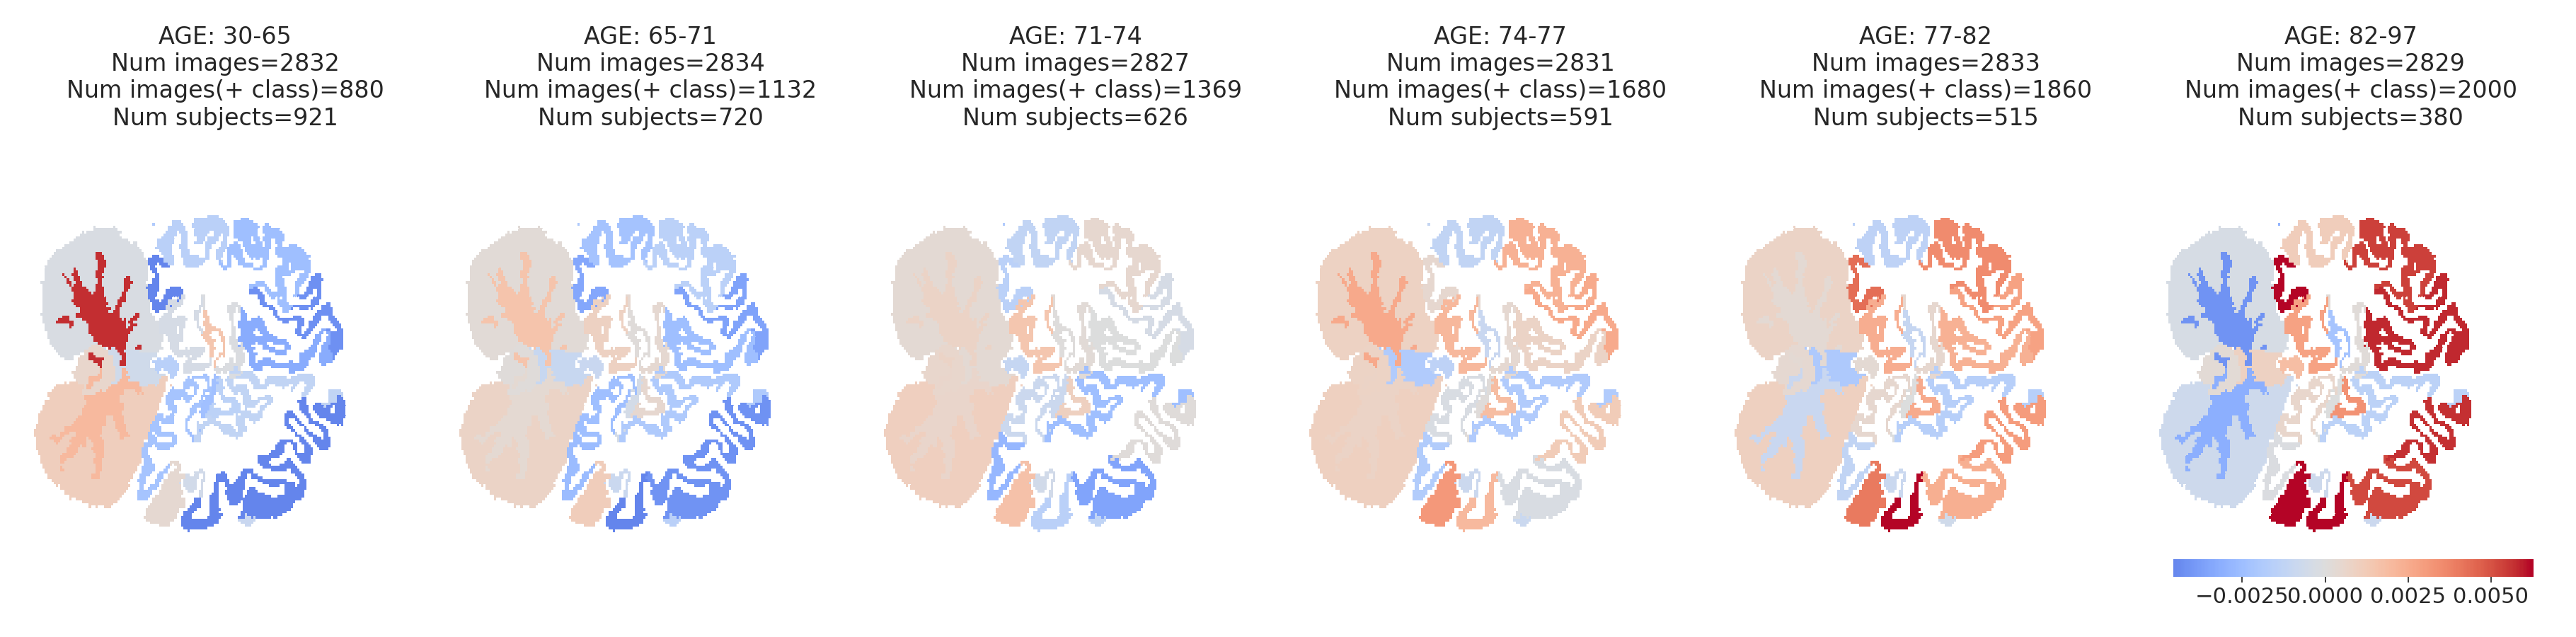 AGE: 30-65
Num images=2832
Num images(+ class)=880
Num subjects=921
AGE: 65-71
Num images=2834
Num images(+ class)=1132
Num subjects=720
AGE: 71-74
Num images=2827
Num images(+ class)=1369
Num subjects=626
AGE: 74-77
Num images=2831
Num images(+ class)=1680
Num subjects=591
AGE: 77-82
Num images=2833
Num images(+ class)=1860
Num subjects=515
AGE: 82-97
Num images=2829
Num images(+ class)=2000
Num subjects=380
−0.0025 0.0000 0.0025 0.0050